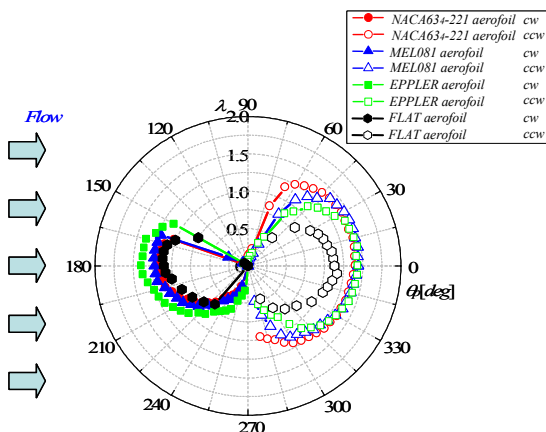 NACA63₄-221 aerofoil cw
NACA63₄-221 aerofoil ccw
MEL081 aerofoil cw
MEL081 aerofoil ccw
EPPLER aerofoil cw
EPPLER aerofoil ccw
FLAT aerofoil cw
FLAT aerofoil ccw
Flow
λ 90
2.0
120 60
1.5
150 30
1.0
0.5
180 0
θp[deg]
210 330
240 300
270